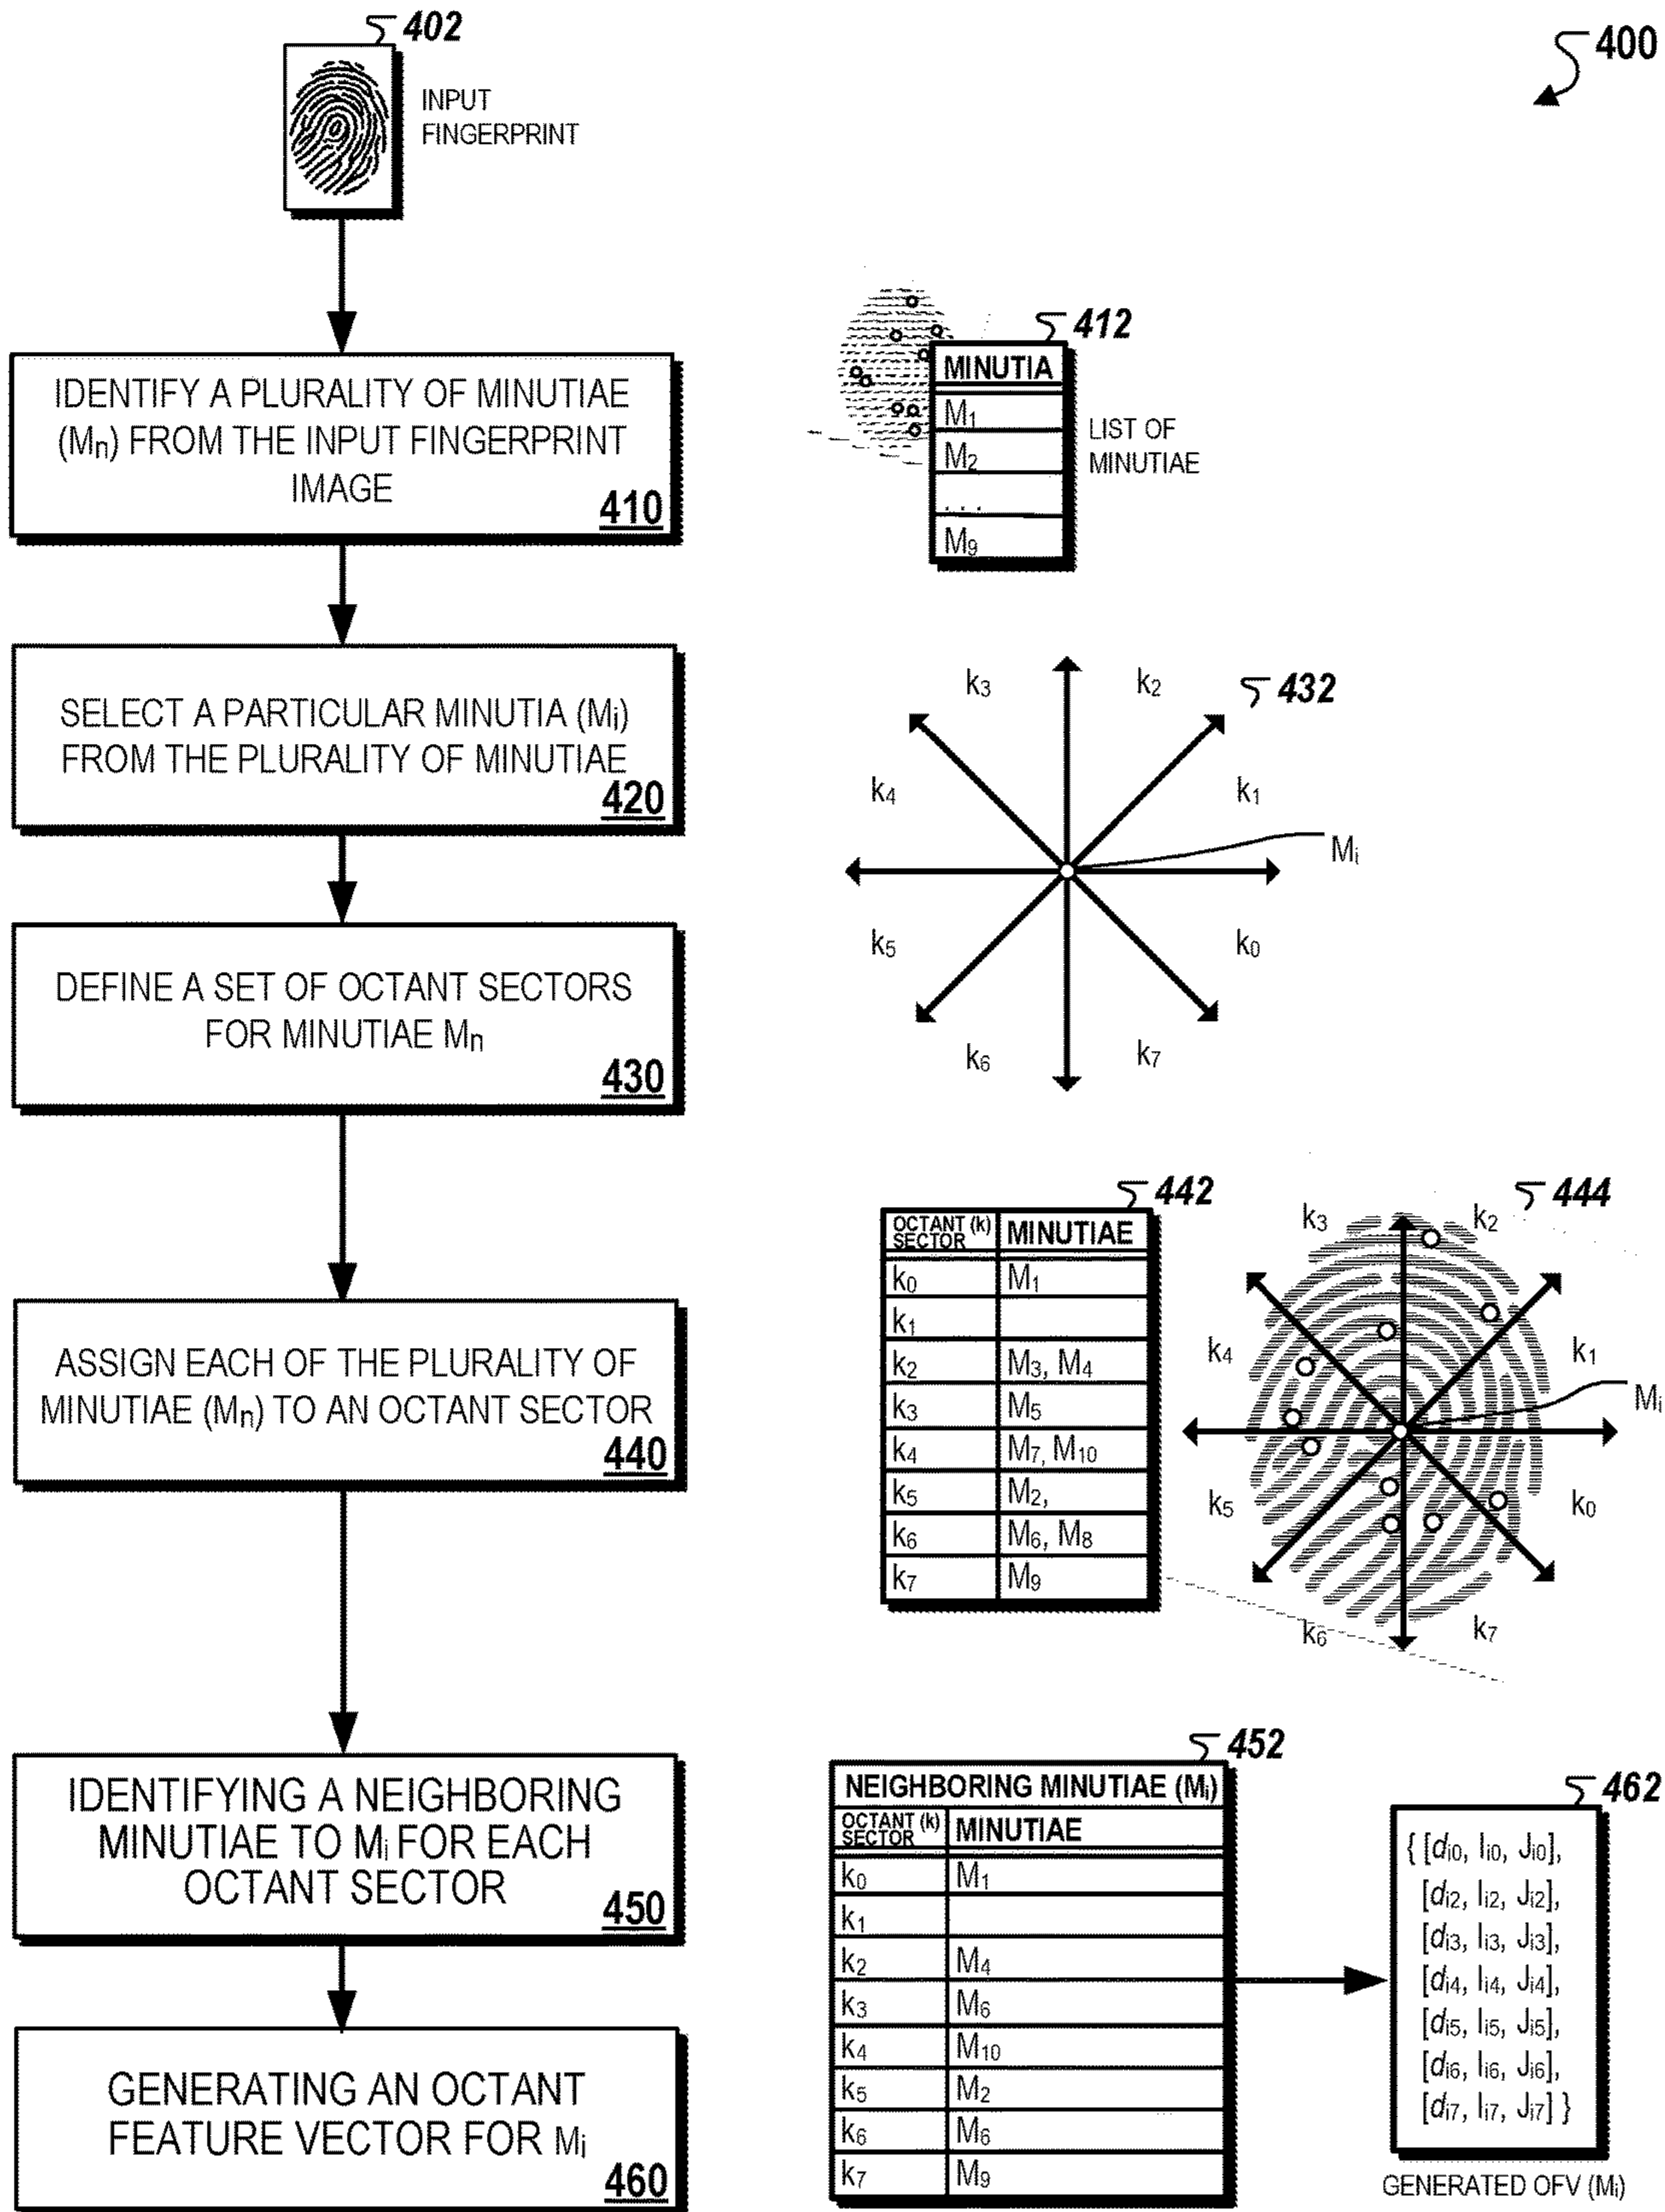 402
400
INPUT
FINGERPRINT
412
MINUTIA
M1
M2
...
M9
LIST OF
MINUTIAE
IDENTIFY A PLURALITY OF MINUTIAE
(Mn) FROM THE INPUT FINGERPRINT
IMAGE
410
SELECT A PARTICULAR MINUTIA (Mi)
FROM THE PLURALITY OF MINUTIAE
420
432
k3
k2
k4
k1
Mi
k5
k0
k6
k7
DEFINE A SET OF OCTANT SECTORS
FOR MINUTIAE Mn
430
442
OCTANT (k)
SECTOR
MINUTIAE
k0 M1
k1
k2 M3, M4
k3 M5
k4 M7, M10
k5 M2,
k6 M6, M8
k7 M9
444
k3
k2
k4
k1
Mi
k5
k0
k6
k7
ASSIGN EACH OF THE PLURALITY OF
MINUTIAE (Mn) TO AN OCTANT SECTOR
440
IDENTIFYING A NEIGHBORING
MINUTIAE TO Mi FOR EACH
OCTANT SECTOR
450
452
NEIGHBORING MINUTIAE (Mi)
OCTANT (k)
SECTOR
MINUTIAE
k0 M1
k1
k2 M4
k3 M6
k4 M10
k5 M2
k6 M6
k7 M9
462
{ [di0, Ii0, Ji0],
[di2, Ii2, Ji2],
[di3, Ii3, Ji3],
[di4, Ii4, Ji4],
[di5, Ii5, Ji5],
[di6, Ii6, Ji6],
[di7, Ii7, Ji7] }
GENERATED OFV (Mi)
GENERATING AN OCTANT
FEATURE VECTOR FOR Mi
460